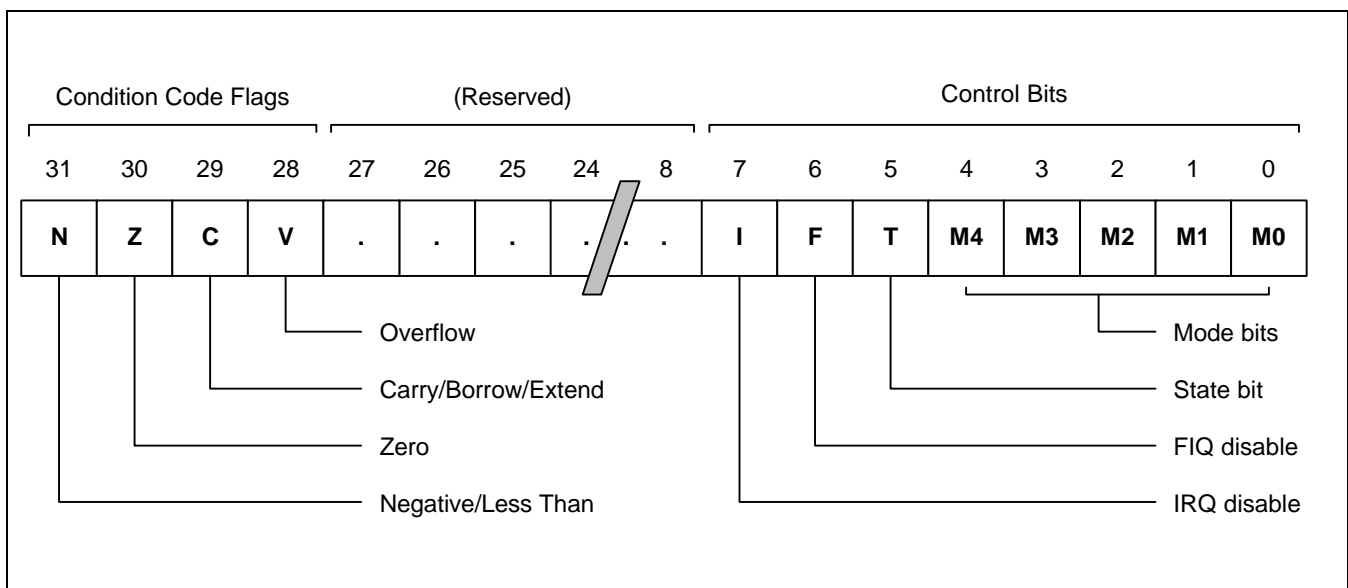 Condition Code Flags (Reserved) Control Bits
31 30 29 28 27 26 25 24 8 7 6 5 4 3 2 1 0
N Z C V . . . . . . I F T M4 M3 M2 M1 M0
Overflow Mode bits
Carry/Borrow/Extend State bit
Zero FIQ disable
Negative/Less Than IRQ disable